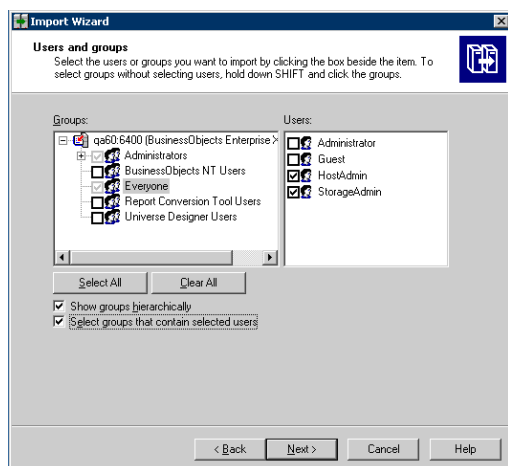 Import Wizard
Users and groups
Select the users or groups you want to import by clicking the box beside the item. To
select groups without selecting users, hold down SHIFT and click the groups.
Groups:
qa60:6400 (BusinessObjects Enterprise X
Administrators
BusinessObjects NT Users
Everyone
Report Conversion Tool Users
Universe Designer Users
Users:
Administrator
Guest
HostAdmin
StorageAdmin
Select All
Clear All
Show groups hierarchically
Select groups that contain selected users
< Back
Next >
Cancel
Help